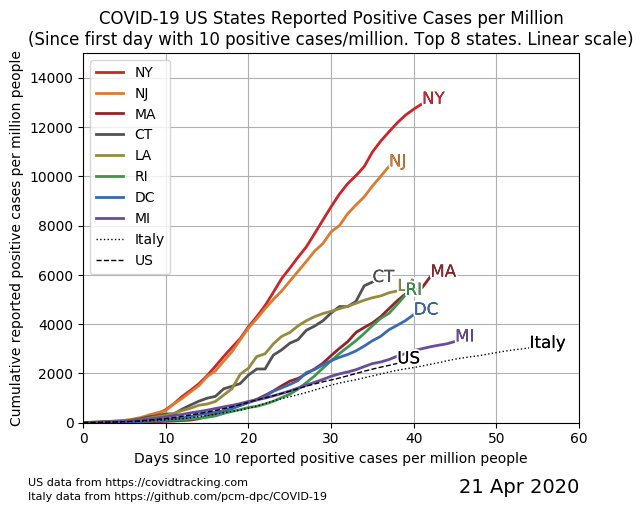 COVID-19 US States Reported Positive Cases per Million
(Since first day with 10 positive cases/million. Top 8 states. Linear scale)
Cumulative reported positive cases per million people
14000
12000
10000
8000
6000
4000
2000
0
NY
NJ
MA
CT
LA
RI
DC
MI
Italy
US
NY
NJ
CT
MA
LA
RI
DC
MI
Italy
US
0 10 20 30 40 50 60
Days since 10 reported positive cases per million people
US data from https://covidtracking.com
Italy data from https://github.com/pcm-dpc/COVID-19
21 Apr 2020